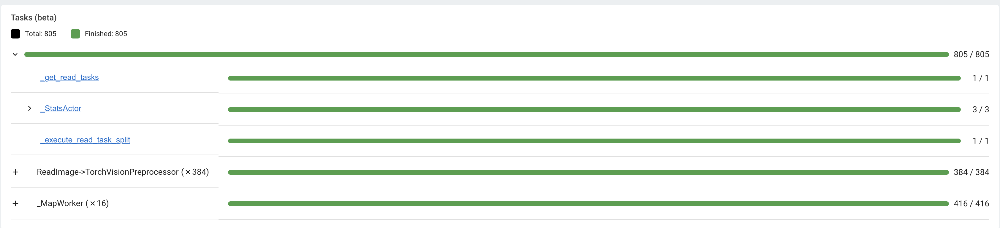 Tasks (beta)
Total: 805 Finished: 805
805 / 805
_get_read_tasks 1 / 1
_StatsActor 3 / 3
_execute_read_task_split 1 / 1
ReadImage->TorchVisionPreprocessor (×384) 384 / 384
_MapWorker (×16) 416 / 416